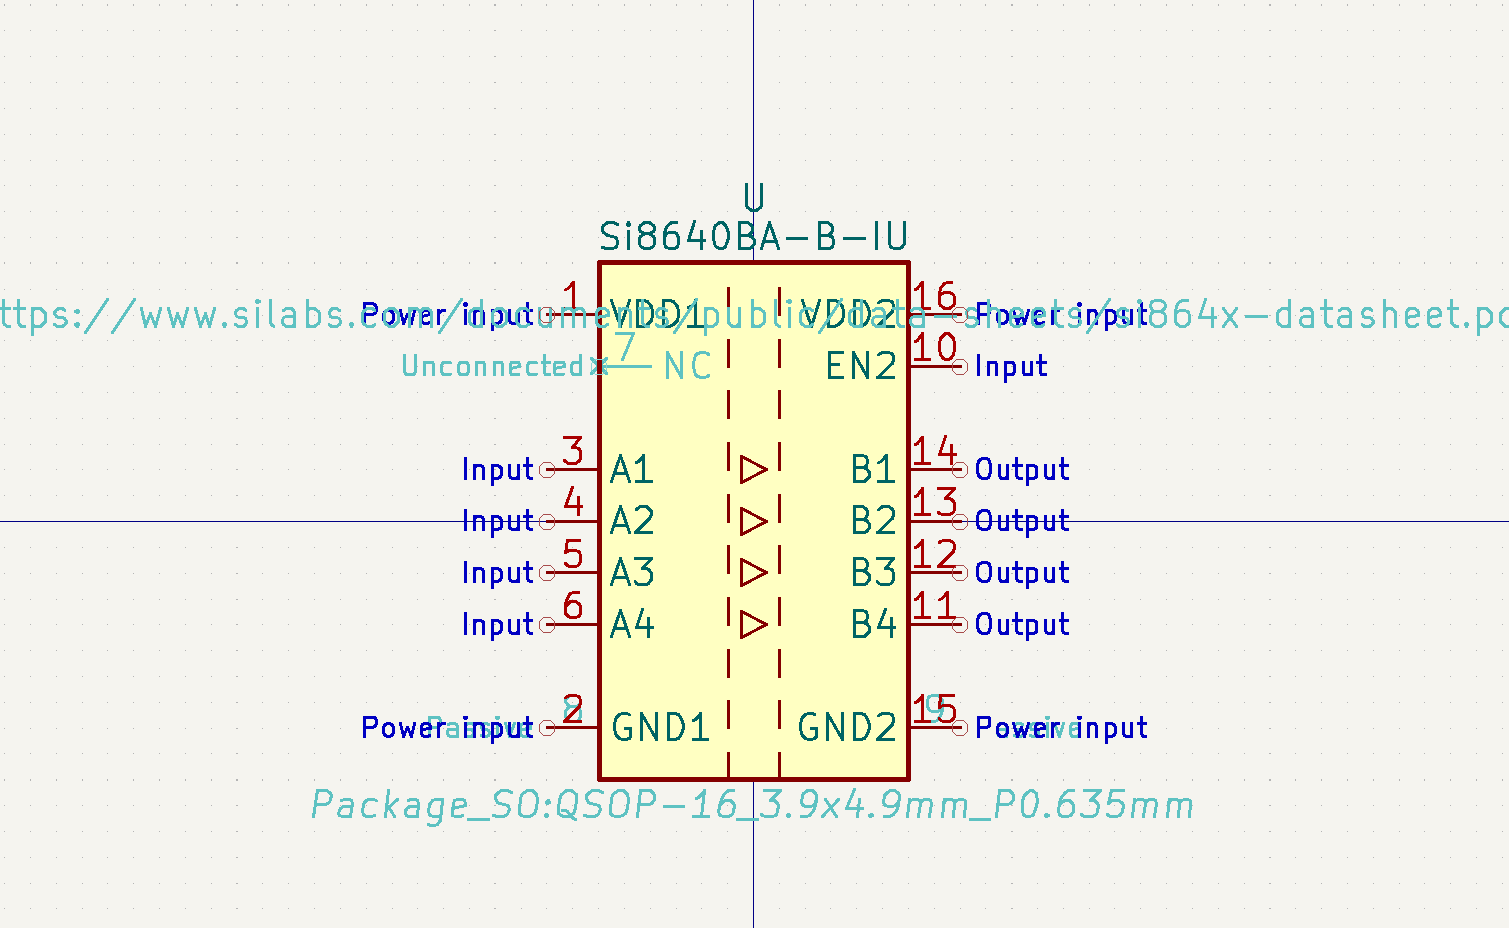 U
Si8640BA-B-IU
Power input 1 VDD1 VDD2 16 Power input
ttps://www.silabs.com/documents/public/data-sheets/si864x-datasheet.pd
Unconnected 7 NC EN2 10 Input
Input 3 A1 B1 14 Output
Input 4 A2 B2 13 Output
Input 5 A3 B3 12 Output
Input 6 A4 B4 11 Output
Power input 2 GND1 GND2 15 Power input
Passive 8 9 Passive
Package_SO:QSOP-16_3.9x4.9mm_P0.635mm